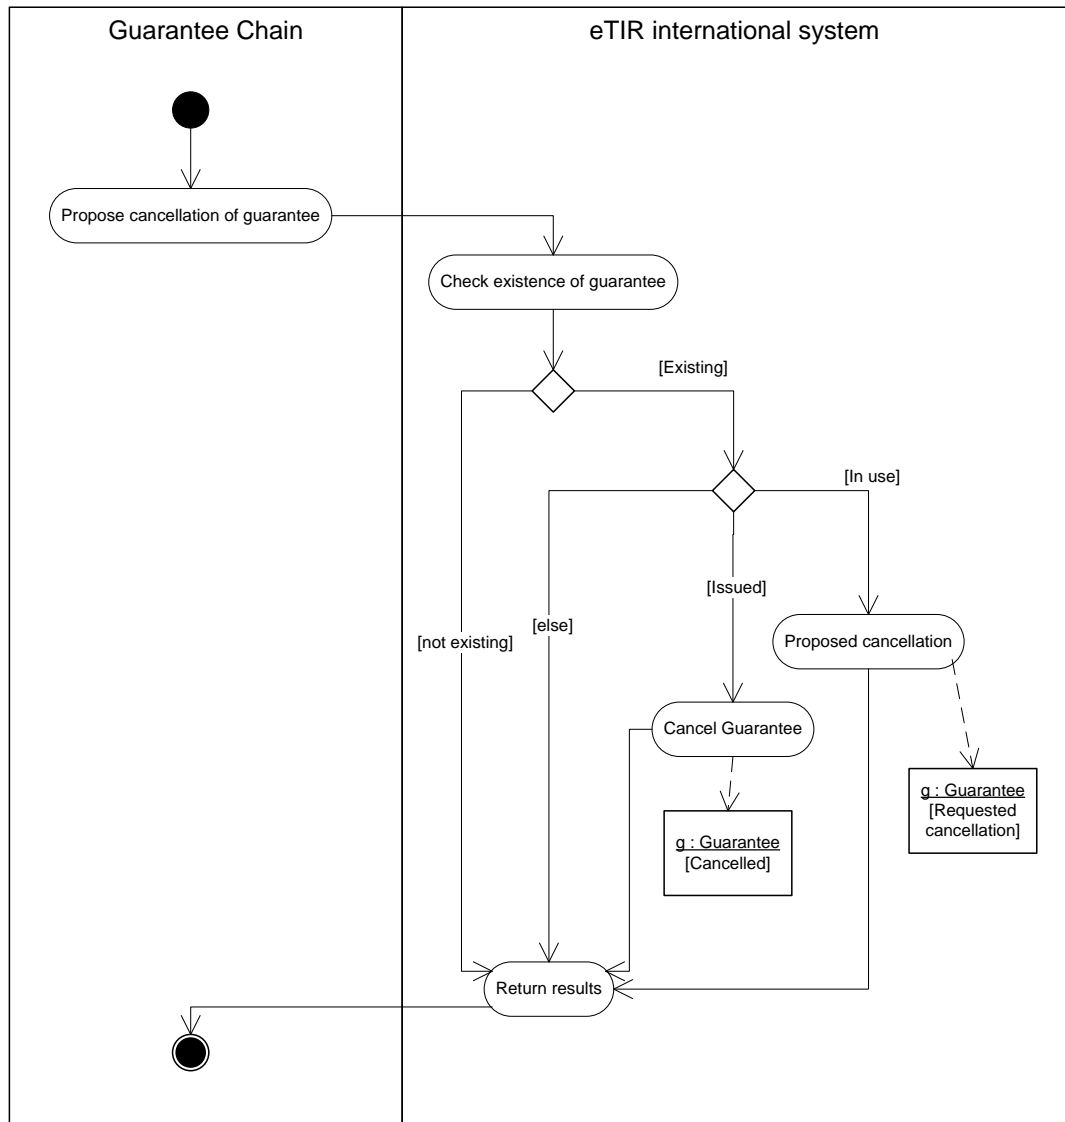 Guarantee Chain
eTIR international system
Propose cancellation of guarantee
Check existence of guarantee
[Existing]
[In use]
[Issued]
[else]
[not existing]
Proposed cancellation
Cancel Guarantee
g : Guarantee
[Requested
cancellation]
g : Guarantee
[Cancelled]
Return results